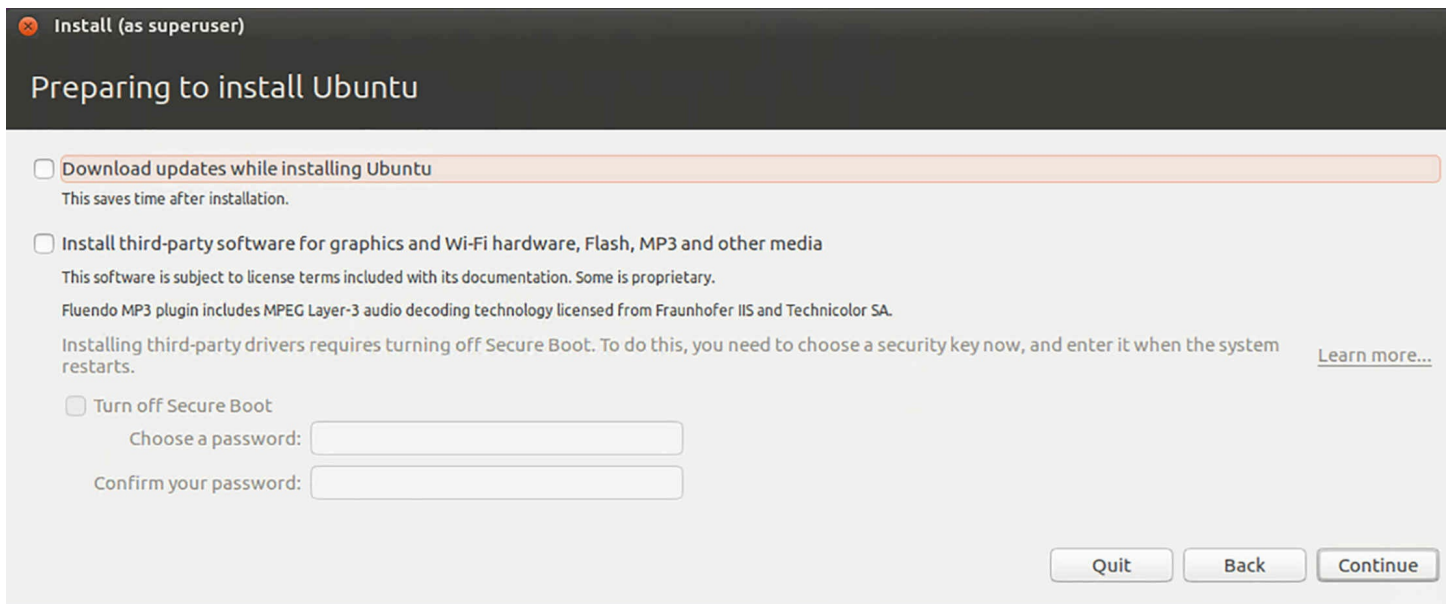 Install (as superuser)
Preparing to install Ubuntu
Download updates while installing Ubuntu
This saves time after installation.
Install third-party software for graphics and Wi-Fi hardware, Flash, MP3 and other media
This software is subject to license terms included with its documentation. Some is proprietary.
Fluendo MP3 plugin includes MPEG Layer-3 audio decoding technology licensed from Fraunhofer IIS and Technicolor SA.
Installing third-party drivers requires turning off Secure Boot. To do this, you need to choose a security key now, and enter it when the system
restarts.
Learn more...
Turn off Secure Boot
Choose a password:
Confirm your password:
Quit Back Continue